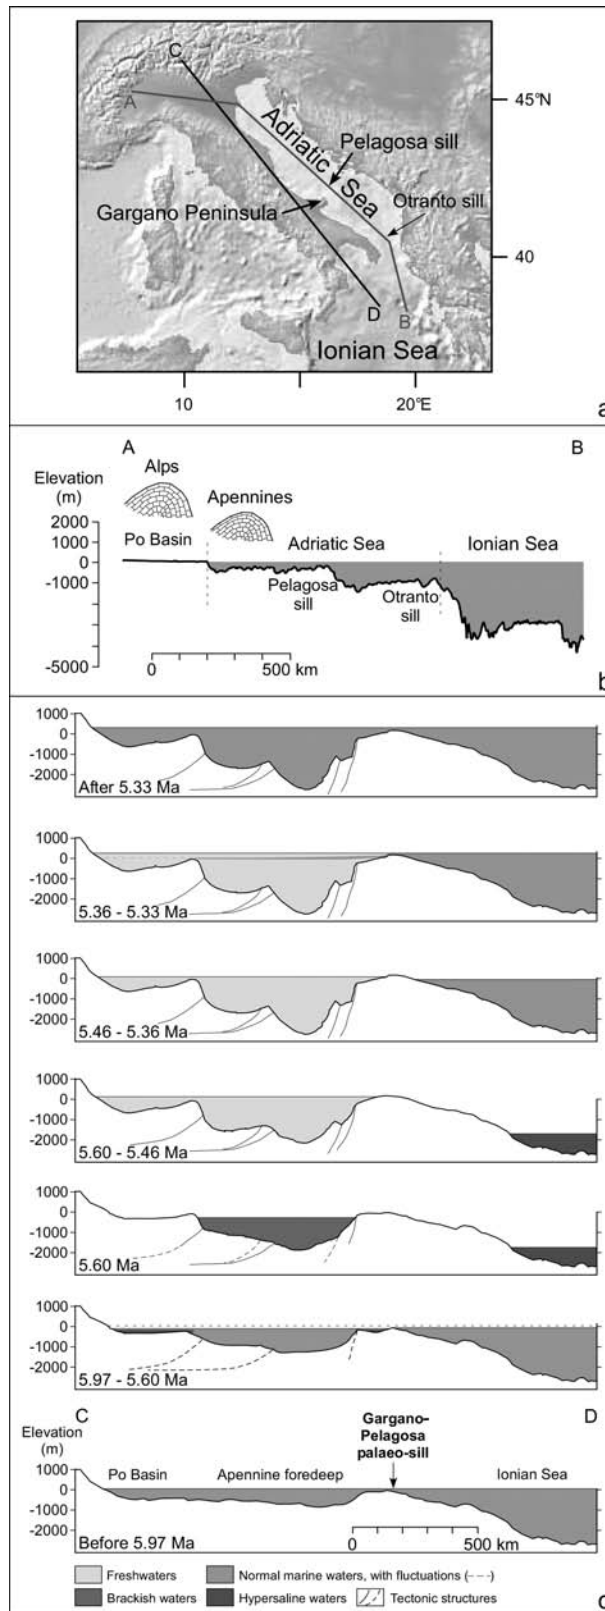 C
A
45°N
Adriatic Sea
Pelagosa sill
Otranto sill
Gargano Peninsula
40
D
B
Ionian Sea
10
20°E
a
A
B
Elevation
(m)
Alps
Apennines
2000
1000
Po Basin
Adriatic Sea
Ionian Sea
-1000
Pelagosa
sill
Otranto
sill
-5000
0
500 km
b
1000
0
-1000
-2000
After 5.33 Ma
1000
0
-1000
-2000
5.36 - 5.33 Ma
1000
0
-1000
-2000
5.46 - 5.36 Ma
1000
0
-1000
-2000
5.60 - 5.46 Ma
1000
0
-1000
-2000
5.60 Ma
1000
0
-1000
-2000
5.97 - 5.60 Ma
C
D
Elevation
(m)
Gargano-
Pelagosa
palaeo-sill
1000
0
-1000
-2000
Po Basin
Apennine foredeep
Ionian Sea
0
500 km
Before 5.97 Ma
Freshwaters
Normal marine waters, with fluctuations (---)
Brackish waters
Hypersaline waters
Tectonic structures